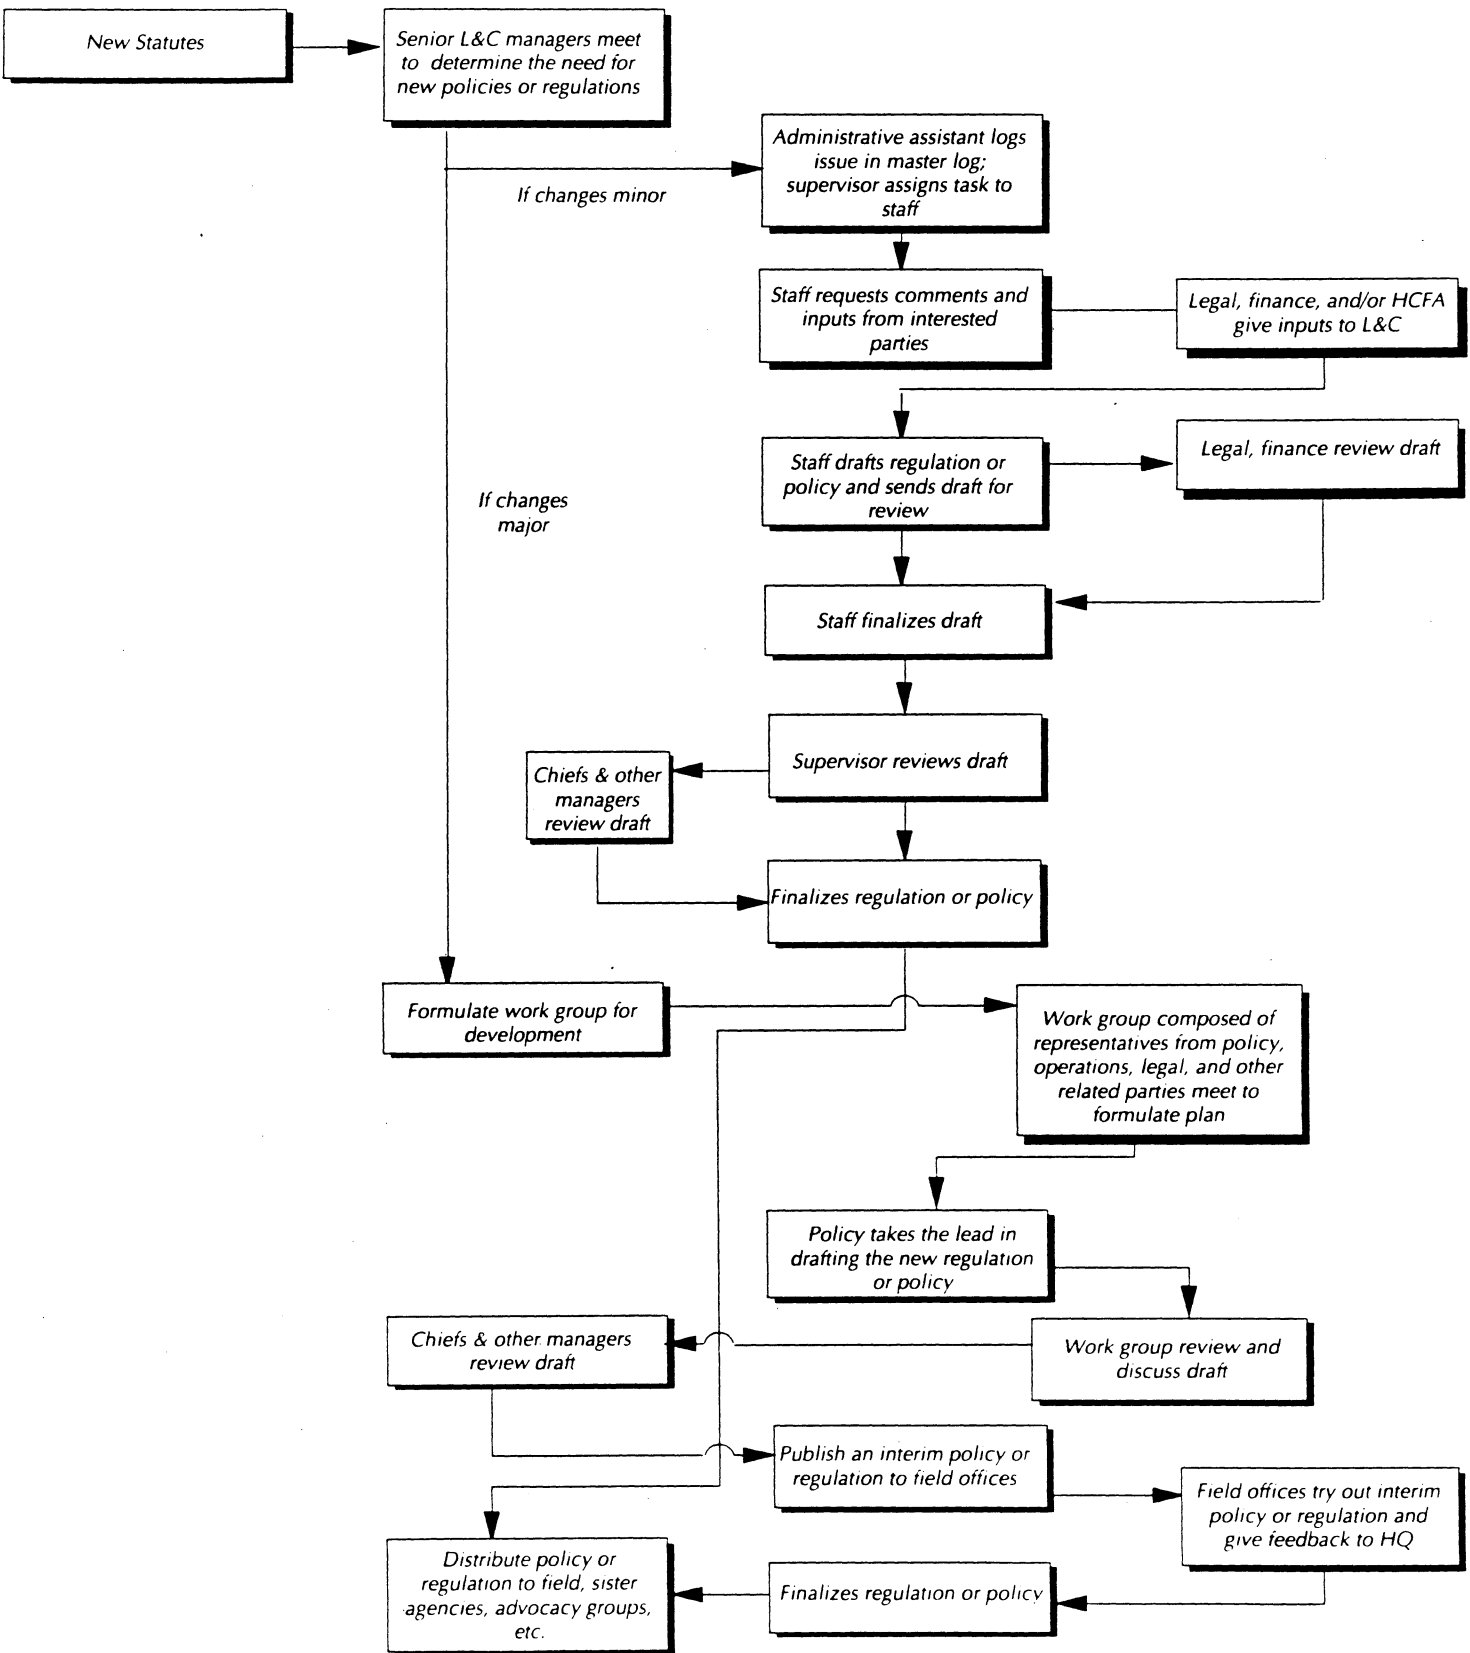 New Statutes
Senior L&C managers meet
to determine the need for
new policies or regulations
Administrative assistant logs
issue in master log;
supervisor assigns task to
staff
If changes minor
Staff requests comments and
inputs from interested
parties
Legal, finance, and/or HCFA
give inputs to L&C
Staff drafts regulation or
policy and sends draft for
review
Legal, finance review draft
If changes
major
Staff finalizes draft
Supervisor reviews draft
Chiefs & other
managers
review draft
Finalizes regulation or policy
Formulate work group for
development
Work group composed of
representatives from policy,
operations, legal, and other
related parties meet to
formulate plan
Policy takes the lead in
drafting the new regulation
or policy
Chiefs & other managers
review draft
Work group review and
discuss draft
Publish an interim policy or
regulation to field offices
Field offices try out interim
policy or regulation and
give feedback to HQ
Distribute policy or
regulation to field, sister
agencies, advocacy groups,
etc.
Finalizes regulation or policy